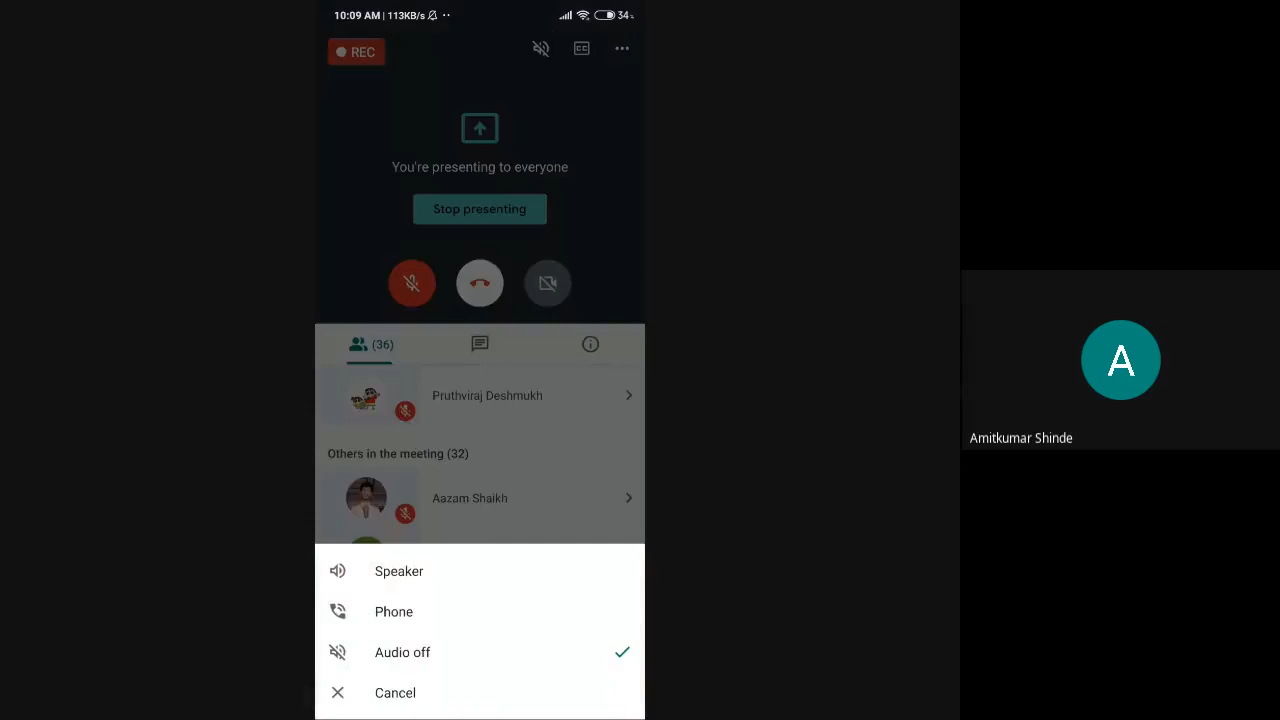 10:09 AM | 113KB/s
34
REC
CC
You're presenting to everyone
Stop presenting
(36)
Pruthviraj Deshmukh
Others in the meeting (32)
Aazam Shaikh
Speaker
Phone
Audio off
Cancel
A
Amitkumar Shinde